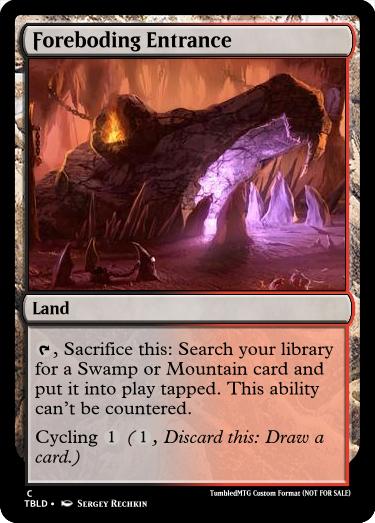 Foreboding Entrance
Land
, Sacrifice this: Search your library
for a Swamp or Mountain card and
put it into play tapped. This ability
can't be countered.
Cycling 1 (1, Discard this: Draw a
card.)
C
TBLD • Sergey Rechkin
TumbledMTG Custom Format (NOT FOR SALE)